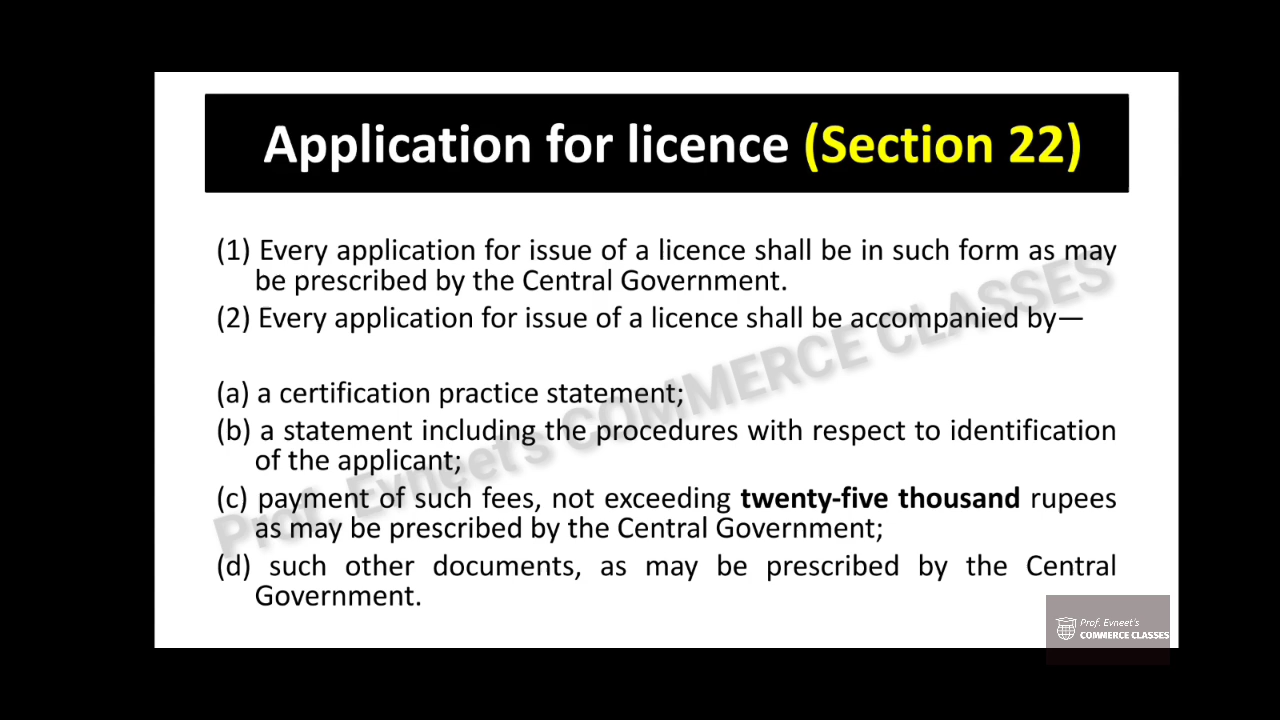 Application for licence (Section 22)
(1) Every application for issue of a licence shall be in such form as may
be prescribed by the Central Government.
(2) Every application for issue of a licence shall be accompanied by—
(a) a certification practice statement;
(b) a statement including the procedures with respect to identification
of the applicant;
(c) payment of such fees, not exceeding twenty-five thousand rupees
as may be prescribed by the Central Government;
(d) such other documents, as may be prescribed by the Central
Government.
Prof. Evneet's COMMERCE CLASSES
Prof. Evneet's
COMMERCE CLASSES